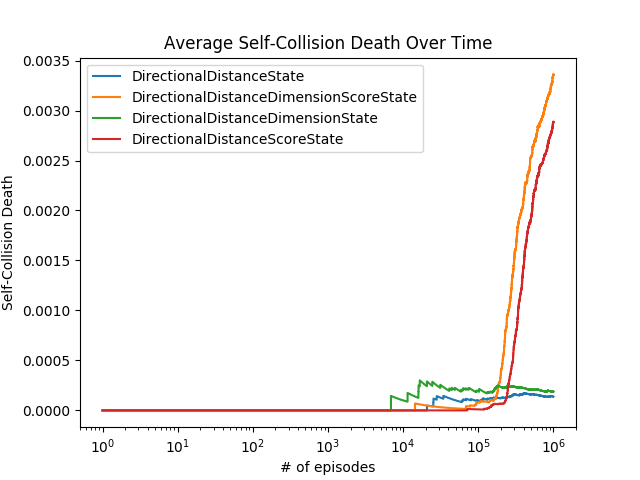 Average Self-Collision Death Over Time
DirectionalDistanceState
DirectionalDistanceDimensionScoreState
DirectionalDistanceDimensionState
DirectionalDistanceScoreState
Self-Collision Death
0.0035
0.0030
0.0025
0.0020
0.0015
0.0010
0.0005
0.0000
10⁰ 10¹ 10² 10³ 10⁴ 10⁵ 10⁶
# of episodes